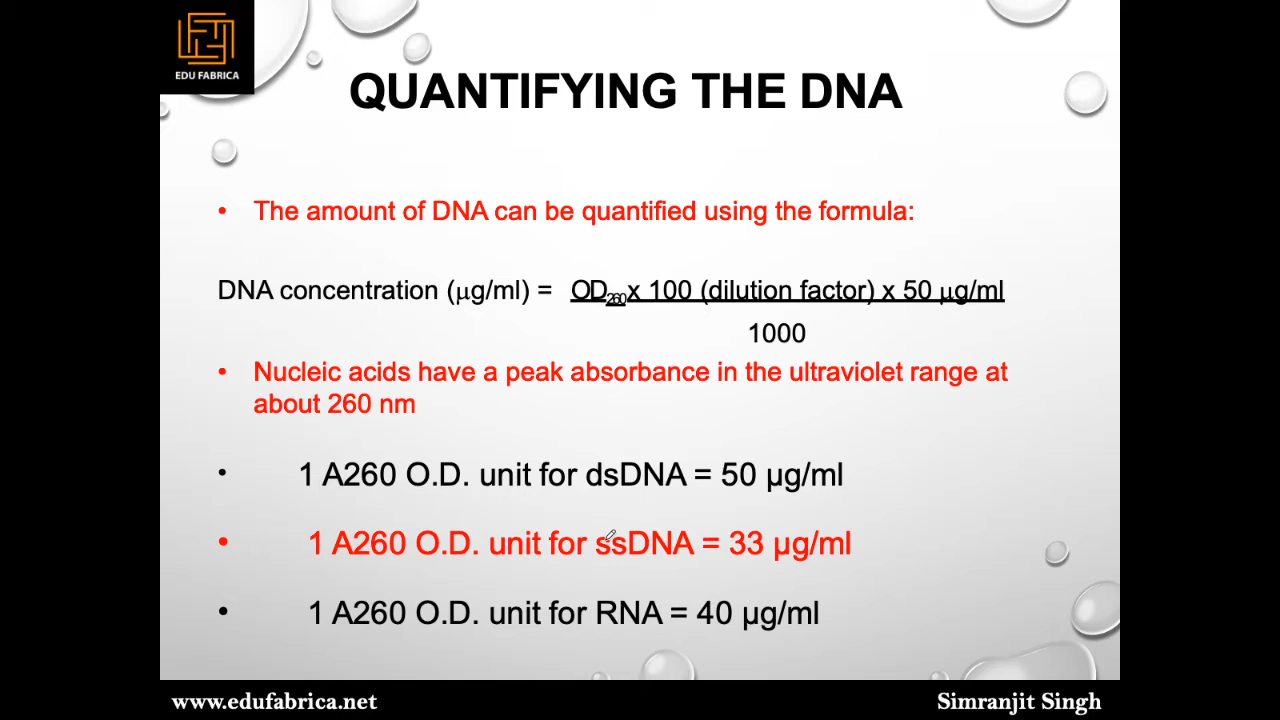 EDU FABRICA
QUANTIFYING THE DNA
• The amount of DNA can be quantified using the formula:
DNA concentration (μg/ml) = OD260 x 100 (dilution factor) x 50 μg/ml
1000
• Nucleic acids have a peak absorbance in the ultraviolet range at
about 260 nm
• 1 A260 O.D. unit for dsDNA = 50 µg/ml
• 1 A260 O.D. unit for ssDNA = 33 µg/ml
• 1 A260 O.D. unit for RNA = 40 µg/ml
www.edufabrica.net
Simranjit Singh